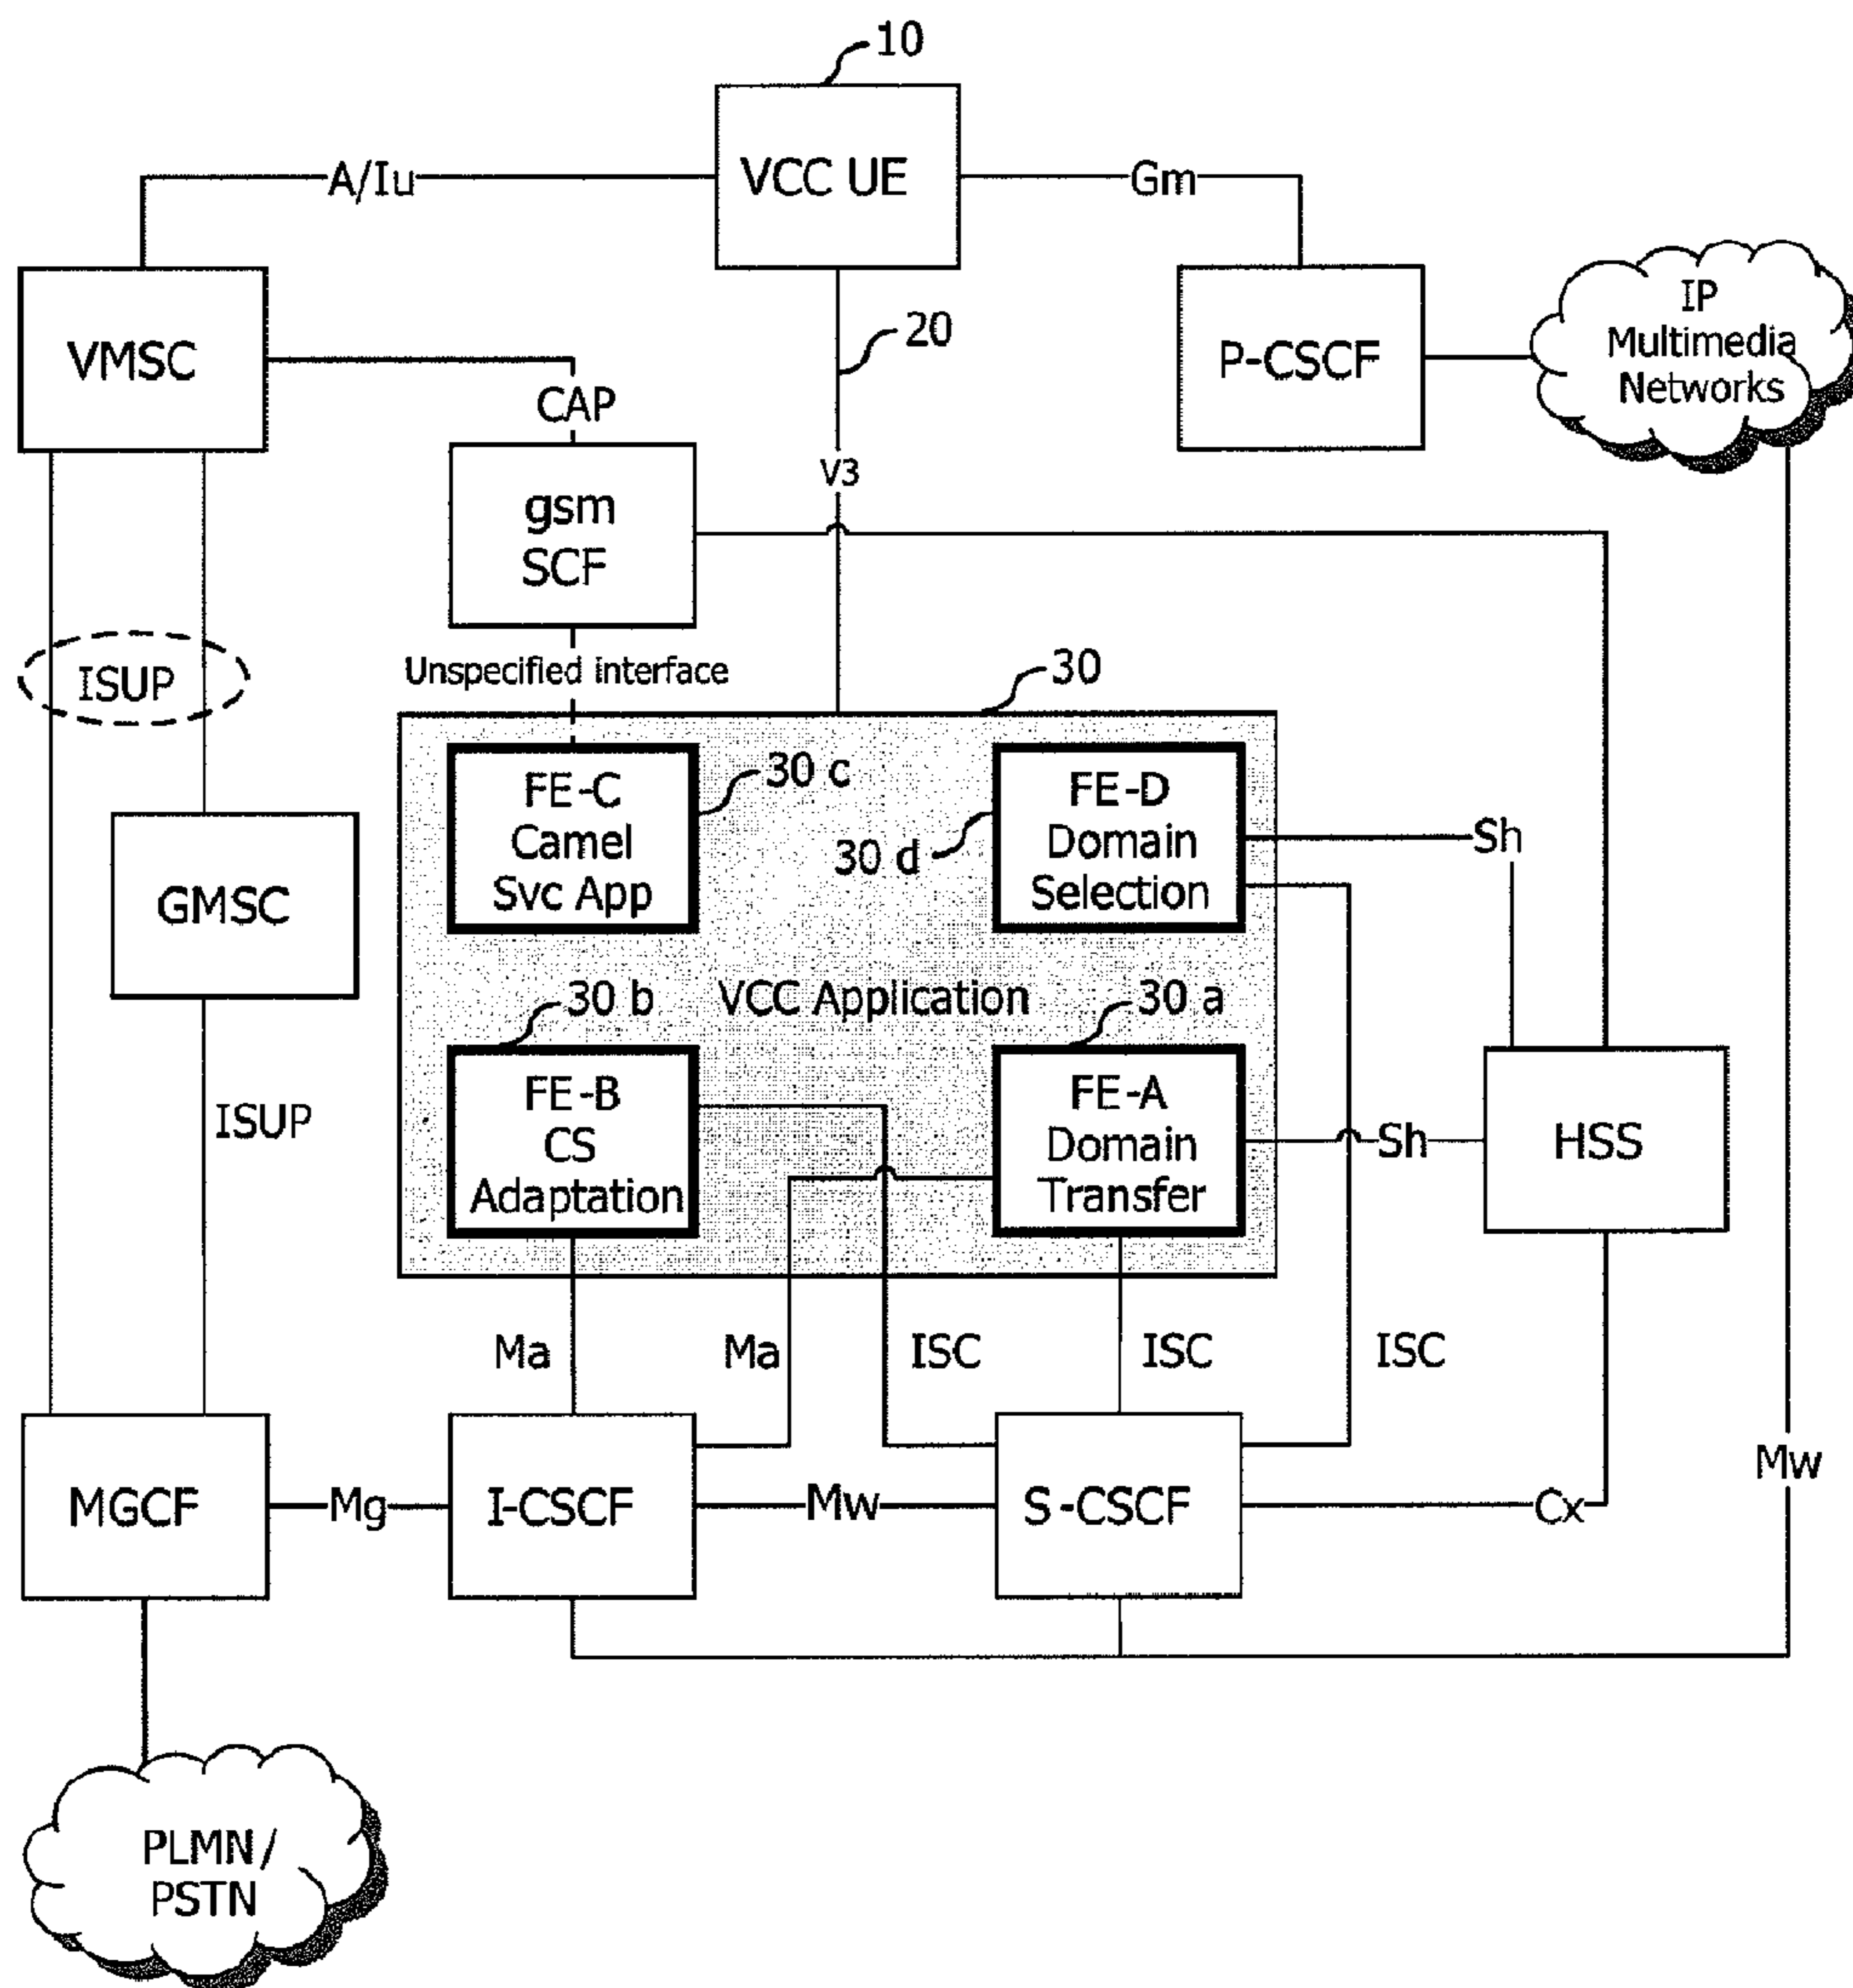 10
VCC UE
A/Iu
Gm
VMSC
20
P-CSCF
IP
Multimedia
Networks
CAP
V3
gsm
SCF
ISUP
Unspecified interface
30
FE-C
Camel
Svc App
30 c
FE-D
Domain
Selection
30 d
Sh
GMSC
VCC Application
30 b
30 a
FE-B
CS
Adaptation
FE-A
Domain
Transfer
Sh
HSS
ISUP
Ma
Ma
ISC
ISC
ISC
Mw
MGCF
Mg
I-CSCF
Mw
S-CSCF
Cx
PLMN/
PSTN